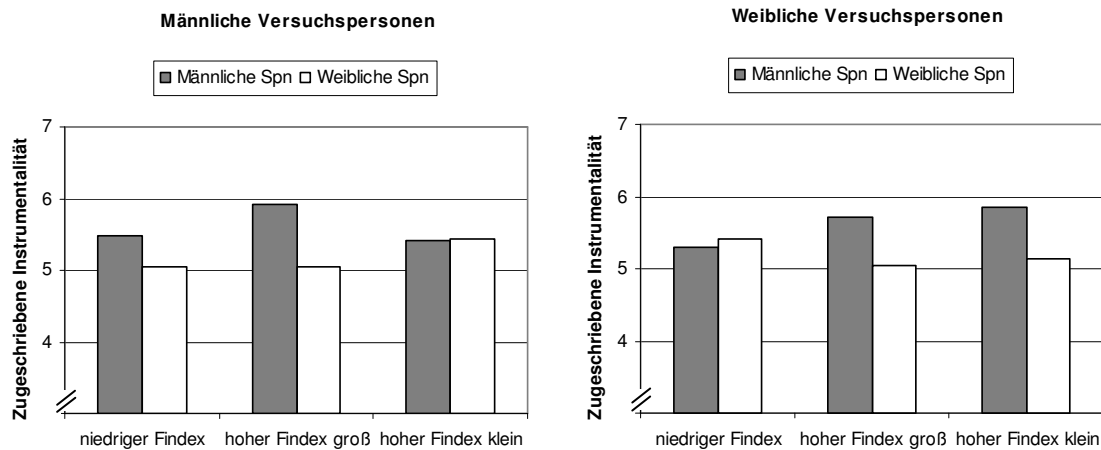 Männliche Versuchspersonen
Männliche Spn Weibliche Spn
Zugeschriebene Instrumentalität
7
6
5
4
niedriger Findex hoher Findex groß hoher Findex klein
Weibliche Versuchspersonen
Männliche Spn Weibliche Spn
Zugeschriebene Instrumentalität
7
6
5
4
niedriger Findex hoher Findex groß hoher Findex klein